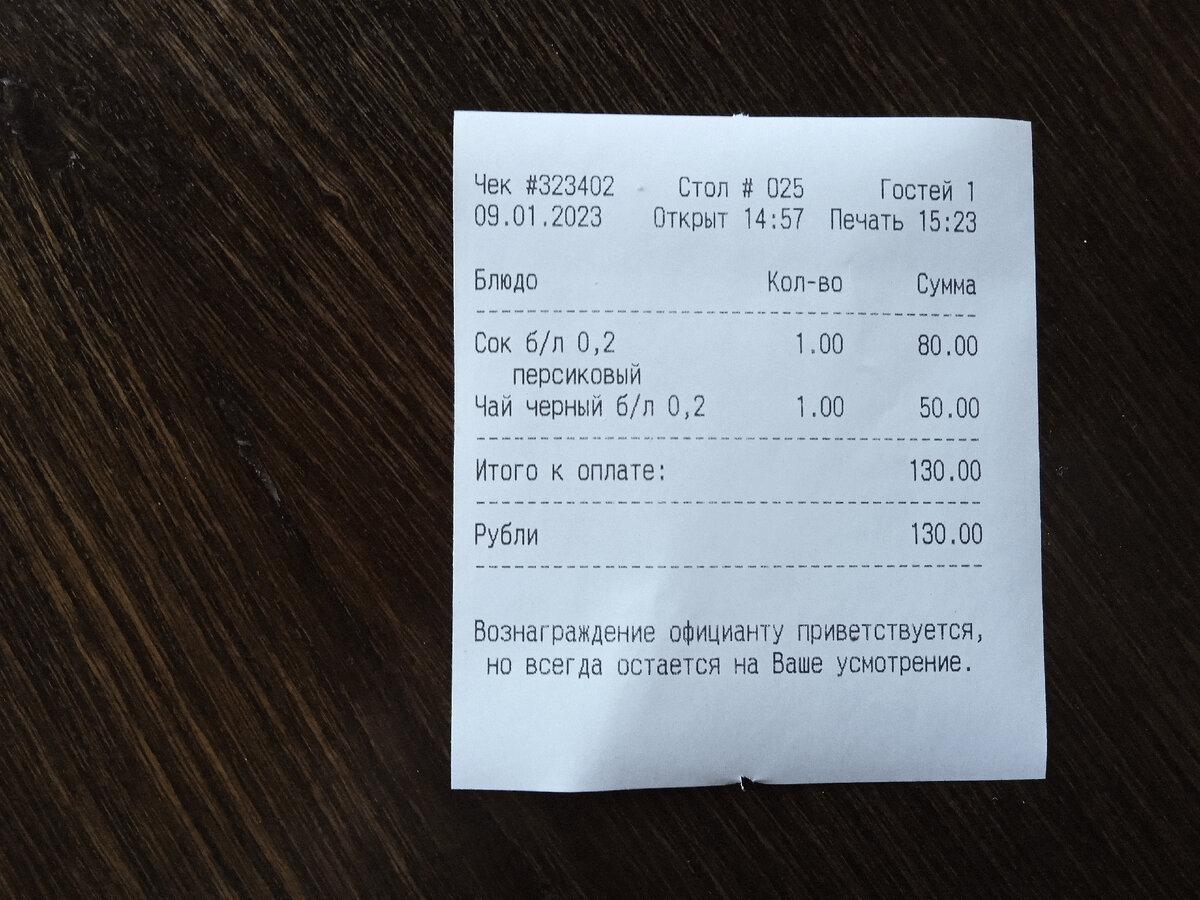 Чек #323402 Стол # 025 Гостей 1
09.01.2023 Открыт 14:57 Печать 15:23
Блюдо Кол-во Сумма
Сок б/л 0,2 1.00 80.00
персиковый
Чай черный б/л 0,2 1.00 50.00
Итого к оплате: 130.00
Рубли 130.00
Вознаграждение официанту приветствуется,
но всегда остается на Ваше усмотрение.